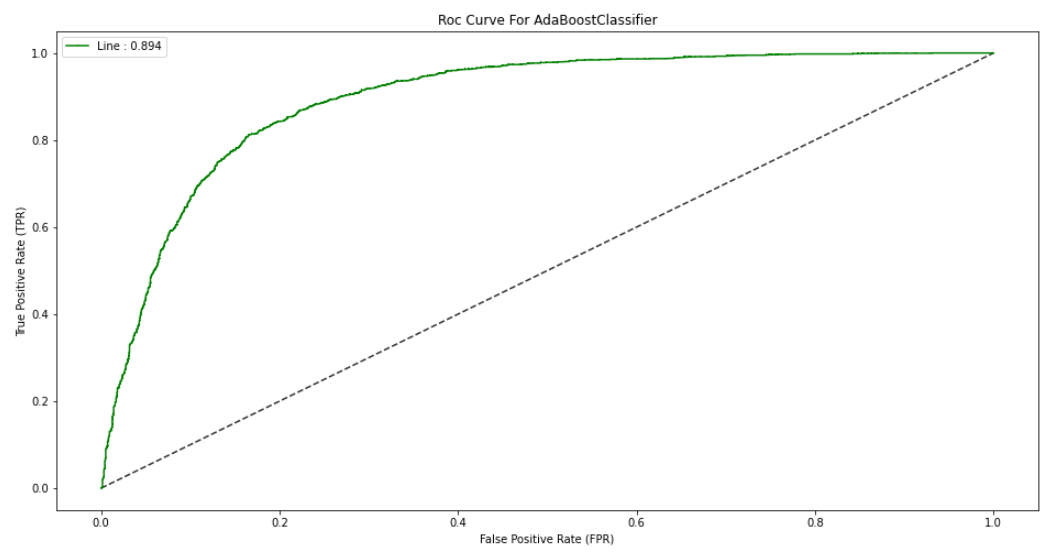 Roc Curve For AdaBoostClassifier
Line : 0.894
1.0
0.8
0.6
0.4
0.2
0.0
True Positive Rate (TPR)
0.0 0.2 0.4 0.6 0.8 1.0
False Positive Rate (FPR)